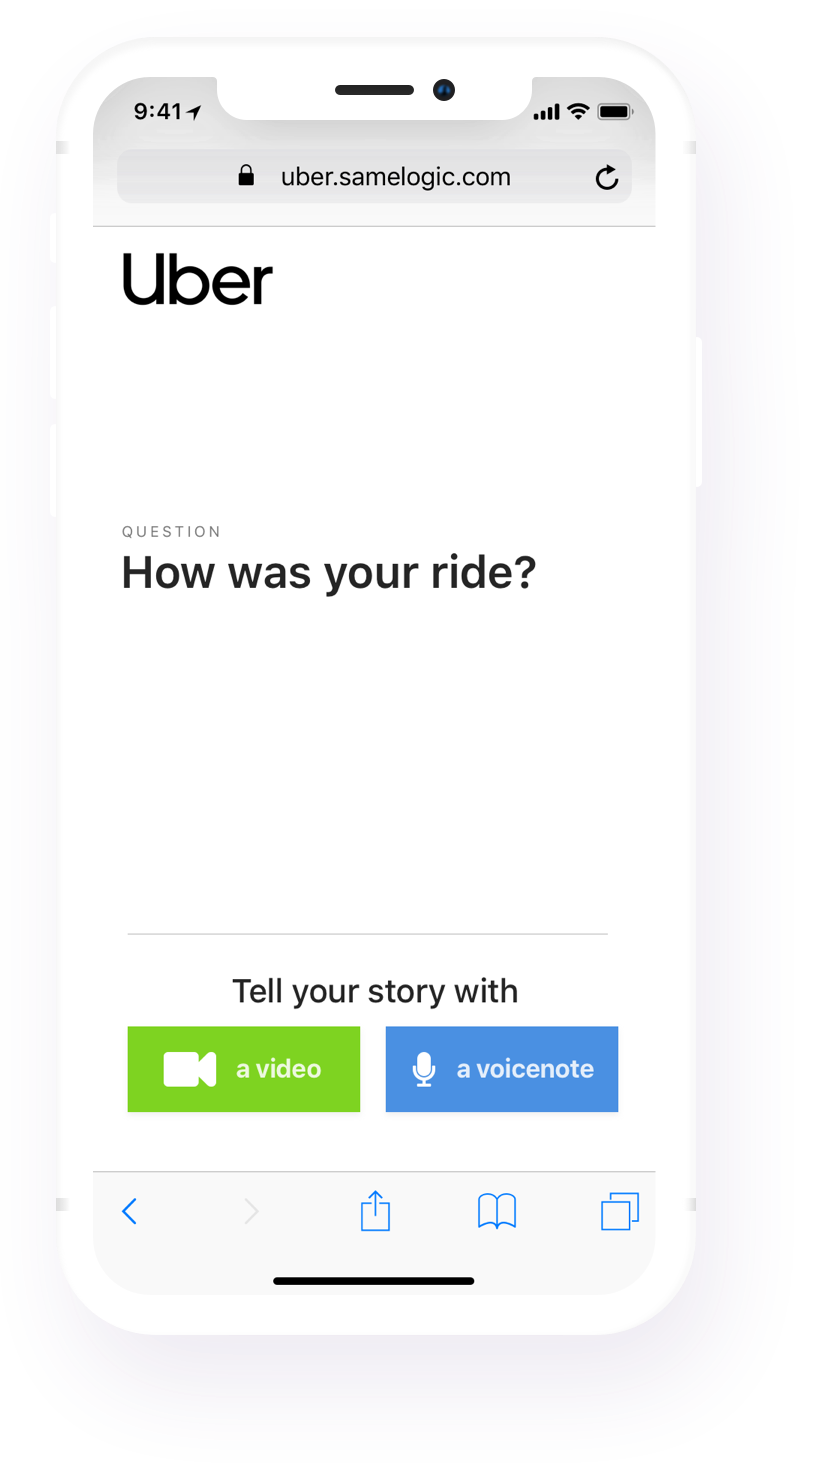 9:41
uber.samelogic.com
Uber
QUESTION
How was your ride?
Tell your story with
a video
a voicenote